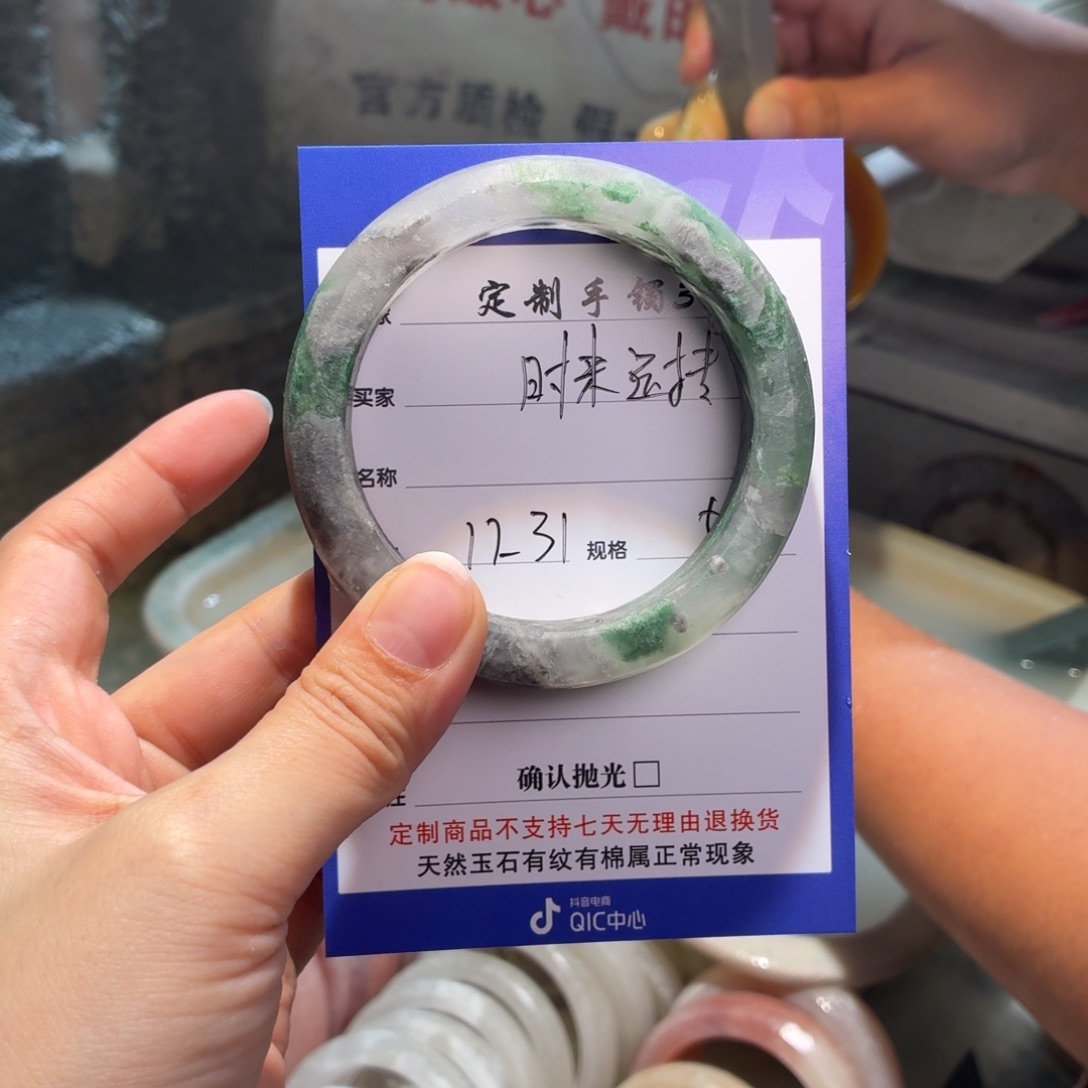 官方质检 假
定制手镯
买家 时来运转
名称
17-31 规格
确认抛光□
定制商品不支持七天无理由退换货
天然玉石有纹有棉属正常现象
抖音电商
QIC中心